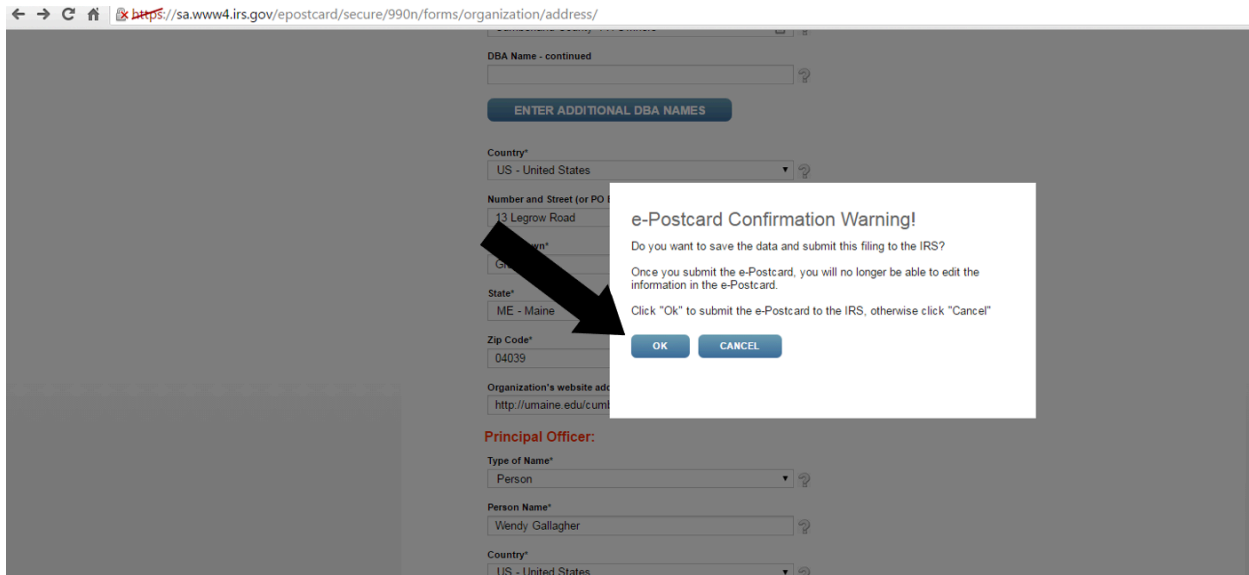 https://sa.www4.irs.gov/epostcard/secure/990n/forms/organization/address/
DBA Name - continued
ENTER ADDITIONAL DBA NAMES
Country*
US - United States
Number and Street (or PO
13 Legrow Road
State*
ME - Maine
Zip Code*
04039
Organization's website
http://umaine.edu/
Principal Officer:
Type of Name*
Person
Person Name*
Wendy Gallagher
Country*
US - United States
e-Postcard Confirmation Warning!
Do you want to save the data and submit this filing to the IRS?
Once you submit the e-Postcard, you will no longer be able to edit the
information in the e-Postcard.
Click "Ok" to submit the e-Postcard to the IRS, otherwise click "Cancel"
OK CANCEL